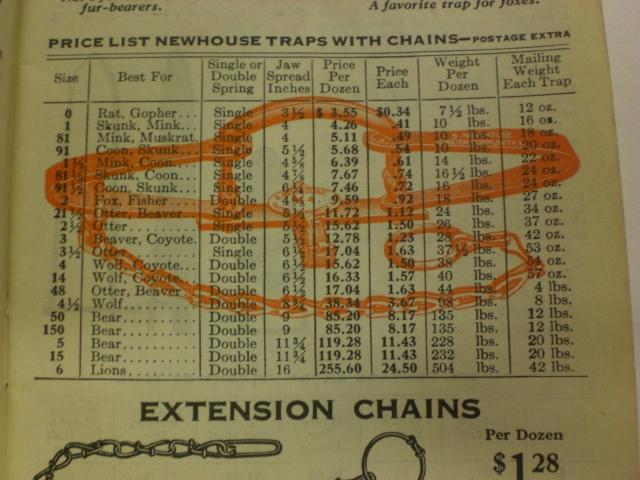 fur-bearers.
A favorite trap for foxes.
PRICE LIST NEWHOUSE TRAPS WITH CHAINS—POSTAGE EXTRA
Size Best For Single or Double Spring Jaw Spread Inches Price Per Dozen Price Each Weight Per Dozen Mailing Weight Each Trap
0 Rat, Gopher... Single 3½ $ 3.55 $0.34 7½ lbs. 12 oz.
1 Skunk, Mink... Single 4 4.26 .41 10 lbs. 16 oz.
81 Mink, Muskrat. Single 4 5.11 .49 10 lbs. 18 oz.
91 Coon, Skunk... Single 5¼ 5.68 .54 10 lbs. 20 oz.
1½ Mink, Coon.... Single 6.39 .61 14 lbs. 22 oz.
81½ Skunk, Coon... Single 7.67 .74 16½ lbs. 24 oz.
91½ Coon, Skunk... Single 6¼ 7.46 .72 16 lbs. 24 oz.
2 Fox, Fisher.... Double 9.59 .92 18 lbs. 27 oz.
21½ Otter, Beaver.. Single 11.72 1.12 24 lbs. 34 oz.
2½ Otter......... Single 15.62 1.50 26 lbs. 37 oz.
3 Beaver, Coyote. Double 12.78 1.23 28 lbs. 42 oz.
3½ Otter......... Single 6½ 17.04 1.63 37½ lbs. 53 oz.
4 Wolf, Coyote... Double 6½ 15.62 1.50 38 lbs. 54 oz.
14 Wolf, Coyote... Double 6½ 16.33 1.57 40 lbs. 57 oz.
48 Otter, Beaver.. Double 6½ 17.04 1.63 44 lbs. 4 lbs.
4½ Wolf.......... Double 38.34 3.67 98 lbs. 8 lbs.
50 Bear.......... Double 9 85.20 8.17 135 lbs. 12 lbs.
150 Bear.......... Double 9 85.20 8.17 135 lbs. 12 lbs.
5 Bear.......... Double 11¾ 119.28 11.43 228 lbs. 20 lbs.
15 Bear.......... Double 11¾ 119.28 11.43 232 lbs. 20 lbs.
6 Lions......... Double 16 255.60 24.50 504 lbs. 42 lbs.
EXTENSION CHAINS
Per Dozen
$1 28